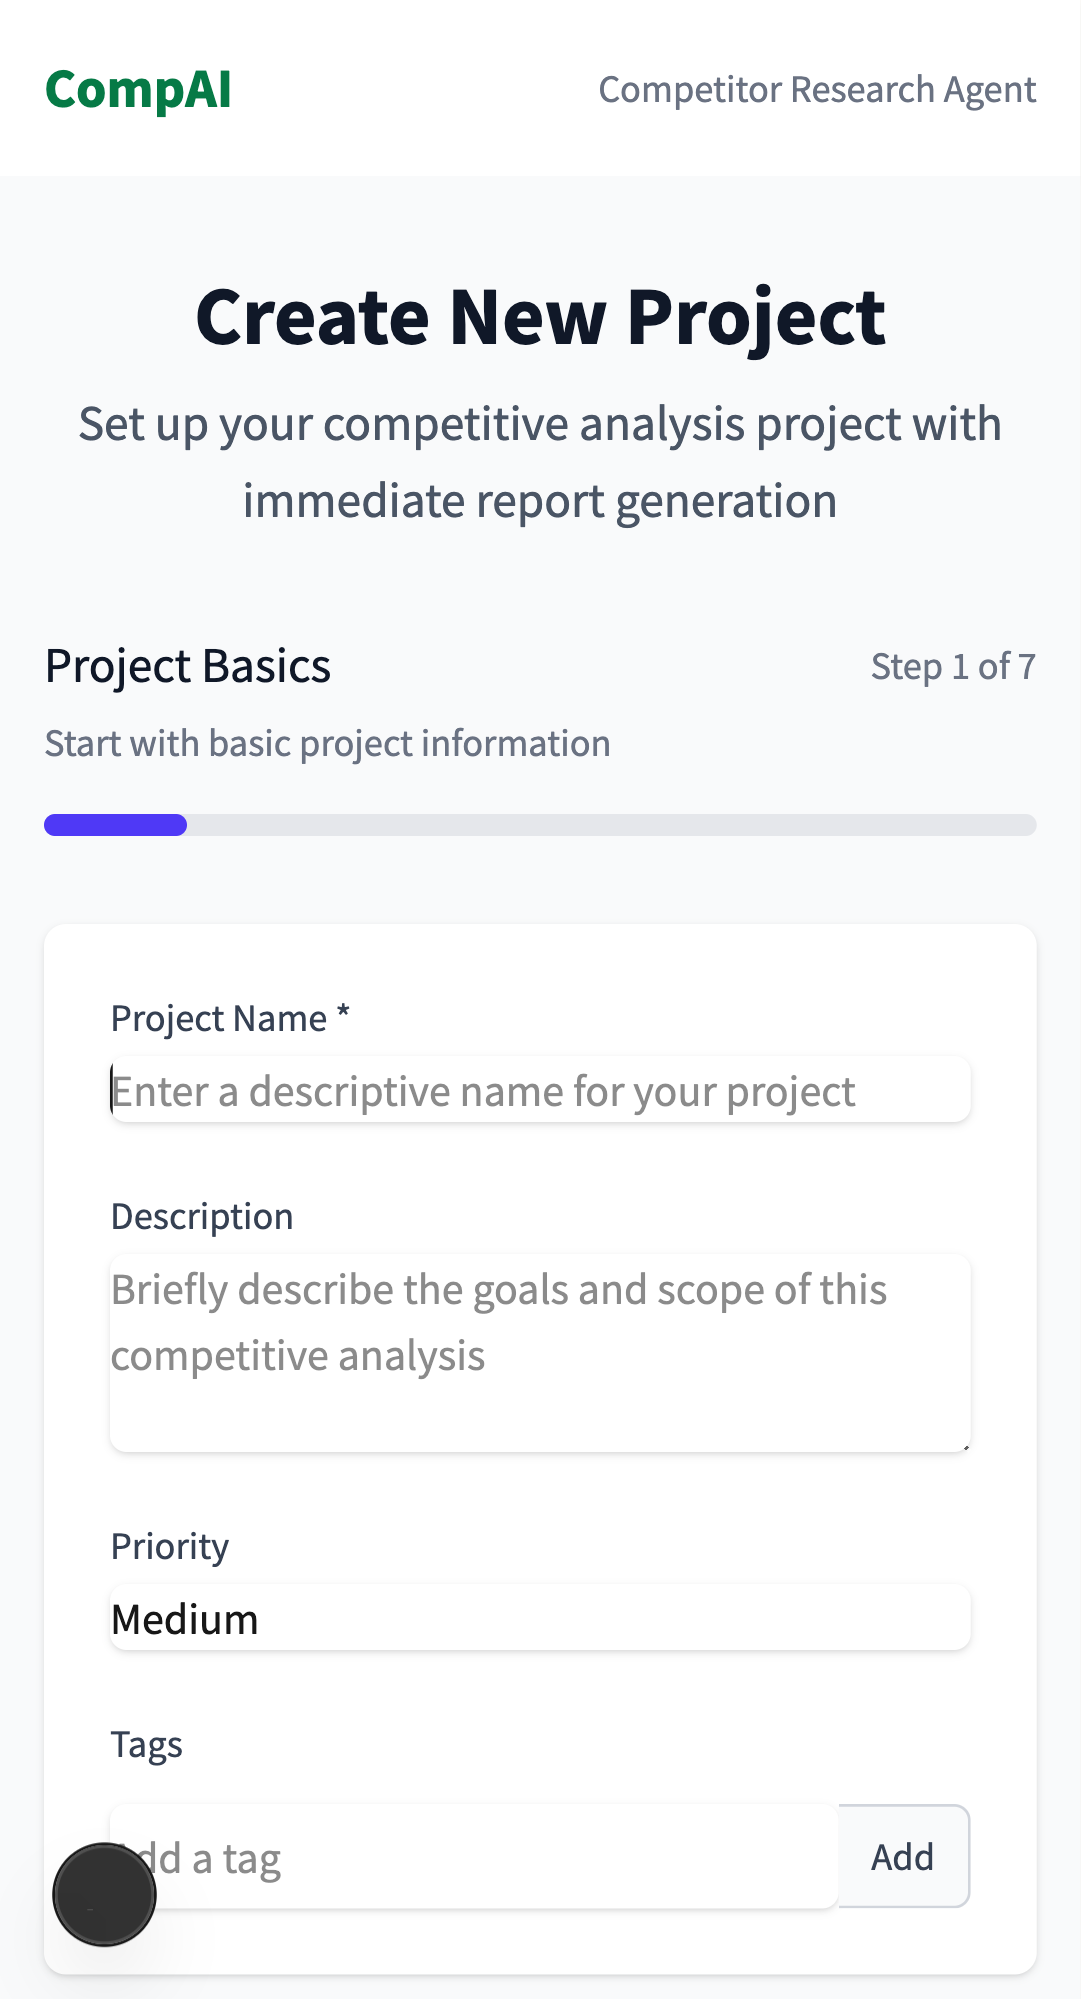 CompAI
Competitor Research Agent
Create New Project
Set up your competitive analysis project with
immediate report generation
Project Basics
Step 1 of 7
Start with basic project information
Project Name *
Enter a descriptive name for your project
Description
Briefly describe the goals and scope of this
competitive analysis
Priority
Medium
Tags
a tag
Add